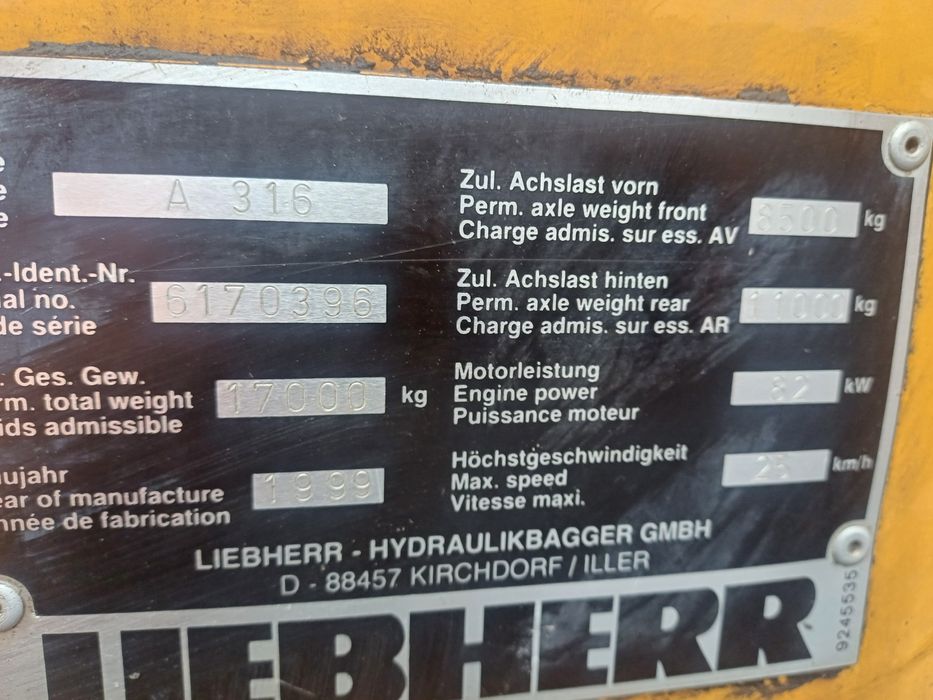 A 316
.-Ident.-Nr.
al no.
de série
6170396
. Ges. Gew.
rm. total weight
ids admissible
17000 kg
ujahr
ear of manufacture
nnée de fabrication
1999
Zul. Achslast vorn
Perm. axle weight front
Charge admis. sur ess. AV
8500 kg
Zul. Achslast hinten
Perm. axle weight rear
Charge admis. sur ess. AR
11000 kg
Motorleistung
Engine power
Puissance moteur
82 kW
Höchstgeschwindigkeit
Max. speed
Vitesse maxi.
km/h
LIEBHERR - HYDRAULIKBAGGER GMBH
D - 88457 KIRCHDORF / ILLER
LIEBHERR
9245535